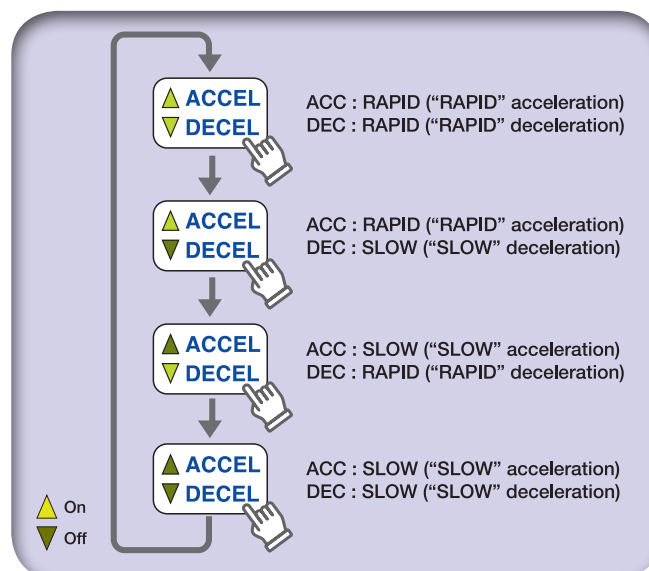 ACCEL
DECEL
ACC : RAPID (“RAPID” acceleration)
DEC : RAPID (“RAPID” deceleration)
ACCEL
DECEL
ACC : RAPID (“RAPID” acceleration)
DEC : SLOW (“SLOW” deceleration)
ACCEL
DECEL
ACC : SLOW (“SLOW” acceleration)
DEC : RAPID (“RAPID” deceleration)
ACCEL
DECEL
ACC : SLOW (“SLOW” acceleration)
DEC : SLOW (“SLOW” deceleration)
On
Off